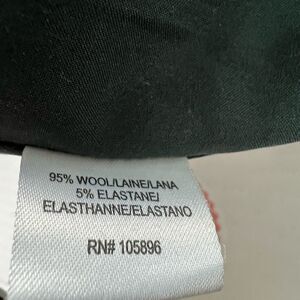 95% WOOL/LAINE/LANA
5% ELASTANE/
ELASTHANNE/ELASTANO
RN# 105896